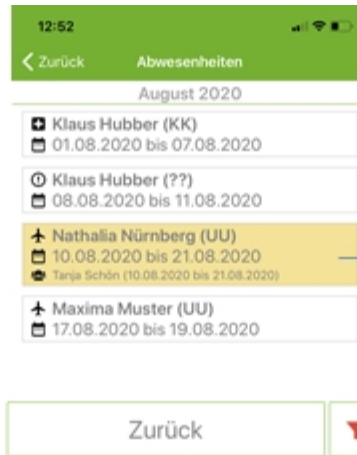 12:52
Zurück Abwesenheiten
August 2020
Klaus Hubber (KK)
01.08.2020 bis 07.08.2020
Klaus Hubber (??)
08.08.2020 bis 11.08.2020
Nathalia Nürnberg (UU)
10.08.2020 bis 21.08.2020
Tanja Schön (10.08.2020 bis 21.08.2020)
Maxima Muster (UU)
17.08.2020 bis 19.08.2020
Zurück